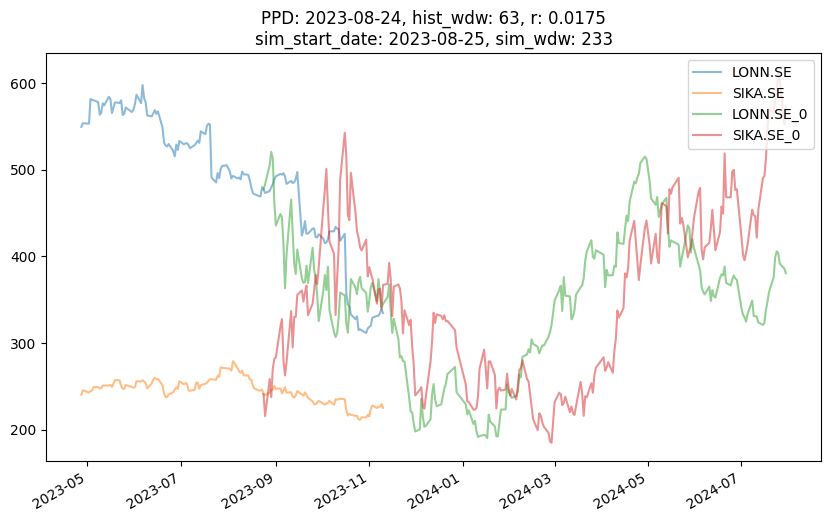 PPD: 2023-08-24, hist_wdw: 63, r: 0.0175
sim_start_date: 2023-08-25, sim_wdw: 233
600
500
400
300
200
LONN.SE
SIKA.SE
LONN.SE_0
SIKA.SE_0
2023-05
2023-07
2023-09
2023-11
2024-01
2024-03
2024-05
2024-07